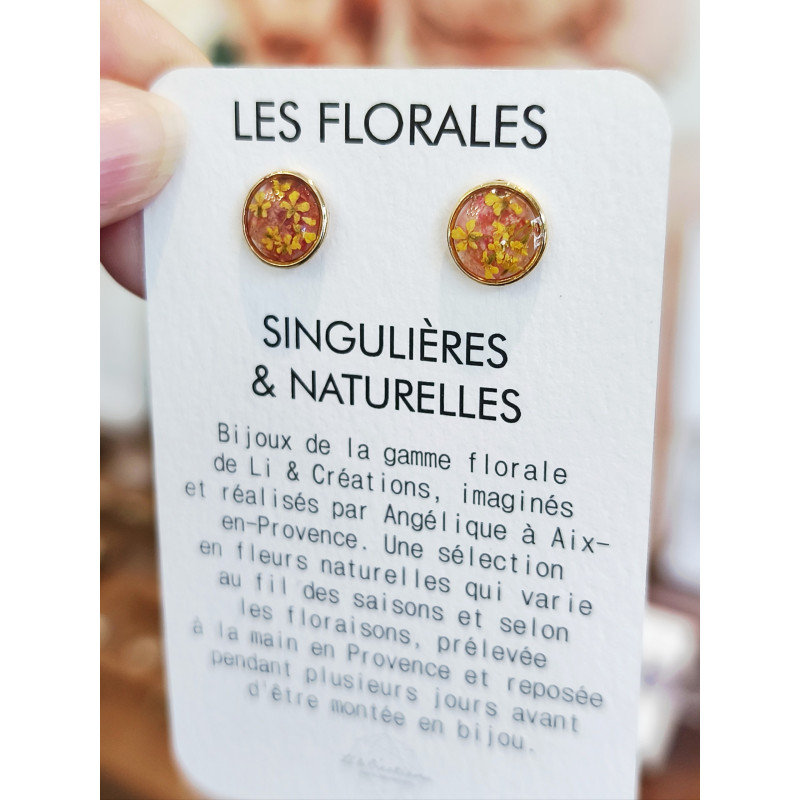 LES FLORALES
SINGULIÈRES
& NATURELLES
Bijoux de la gamme florale
de Li & Créations, imaginés
et réalisés par Angélique à Aix-
en-Provence. Une sélection
en fleurs naturelles qui varie
au fil des saisons et selon
les floraisons, prélevée
à la main en Provence et reposée
pendant plusieurs jours avant
d'être montée en bijou.